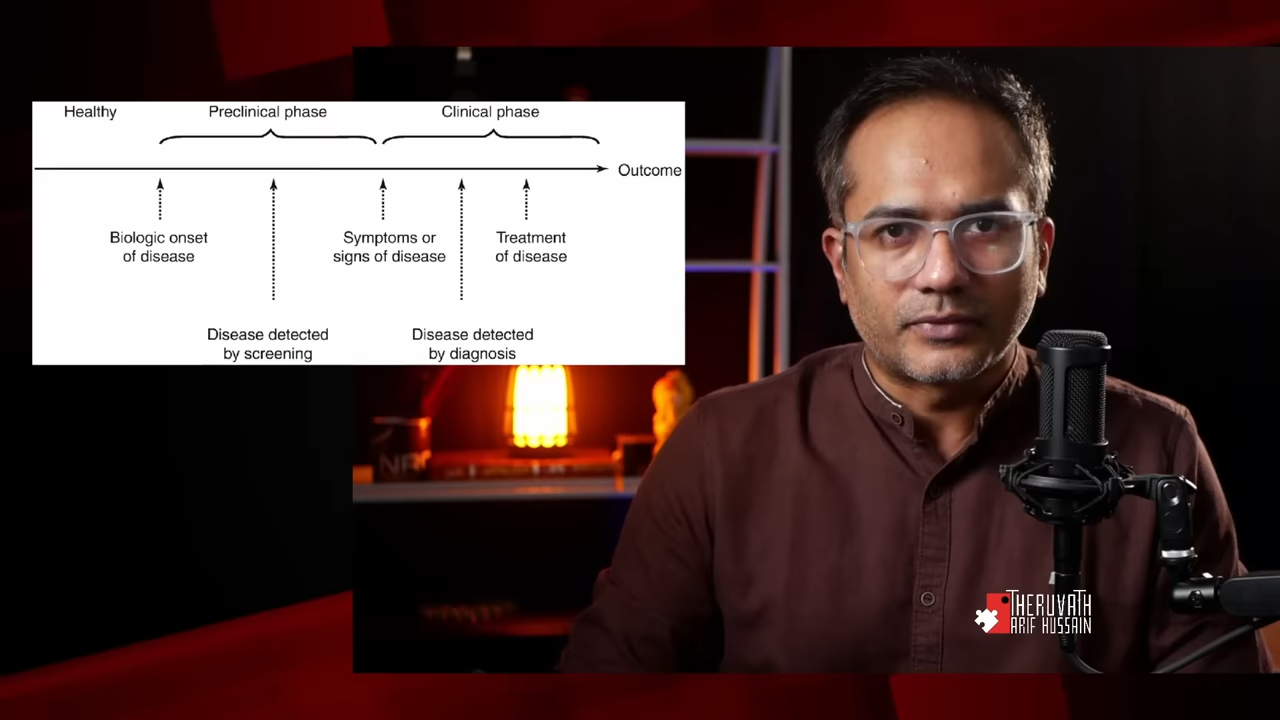 Healthy
Preclinical phase
Clinical phase
Outcome
Biologic onset
of disease
Symptoms or
signs of disease
Treatment
of disease
Disease detected
by screening
Disease detected
by diagnosis
THERUVATH
ARIF HUSSAIN